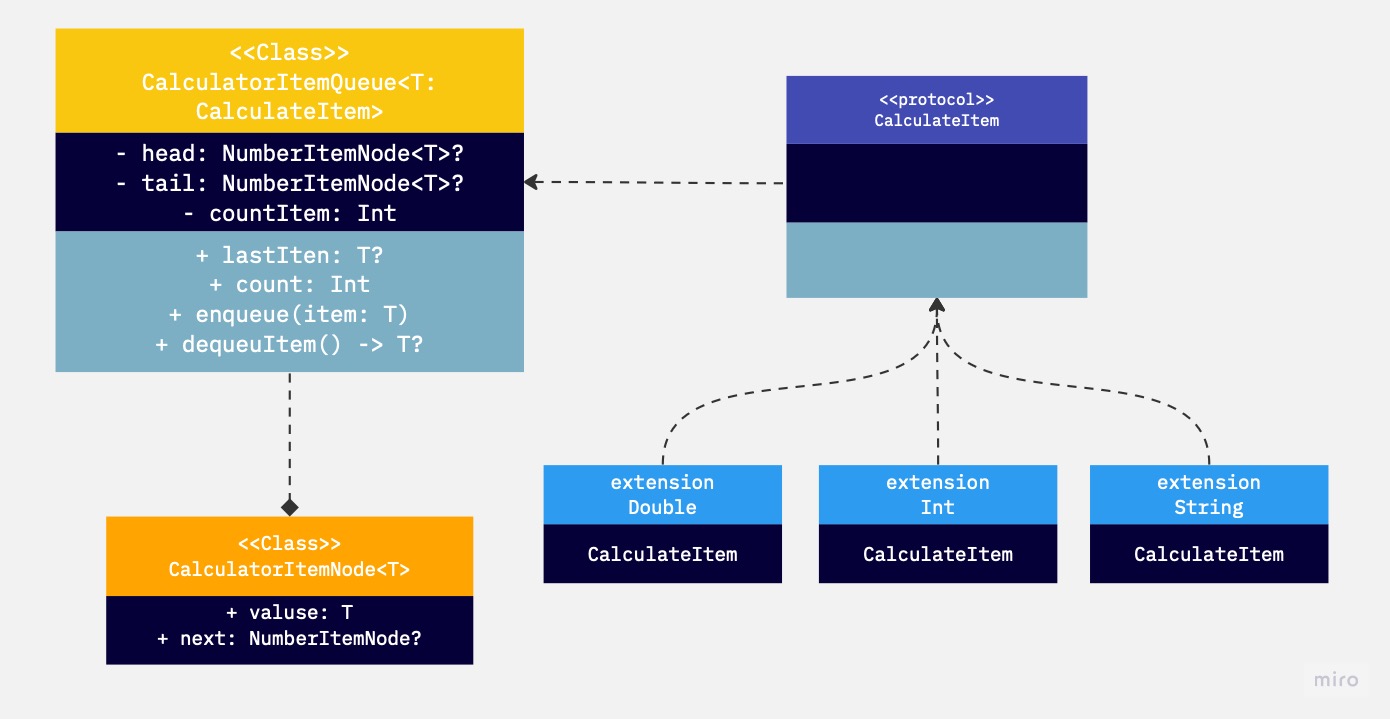 <<Class>>
CalculatorItemQueue<T:
CalculateItem>
- head: NumberItemNode<T>?
- tail: NumberItemNode<T>?
- countItem: Int
+ lastIten: T?
+ count: Int
+ enqueue(item: T)
+ dequeuItem() -> T?
<<protocol>>
CalculateItem
<<Class>>
CalculatorItemNode<T>
+ valuse: T
+ next: NumberItemNode?
extension
Double
CalculateItem
extension
Int
CalculateItem
extension
String
CalculateItem
miro